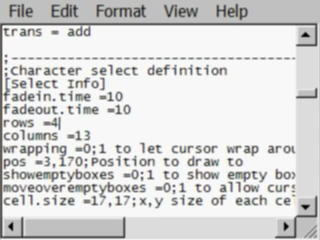 File Edit Format View Help
trans = add
;-----------------------------------
;Character select definition
[Select Info]
fadein.time =10
fadeout.time =10
rows =4
columns =13
wrapping =0;1 to let cursor wrap arou
pos =3,170;Position to draw to
showemptyboxes =0;1 to show empty box
moveoveremptyboxes =0;1 to allow curs
cell.size =17,17;x,y size of each ce